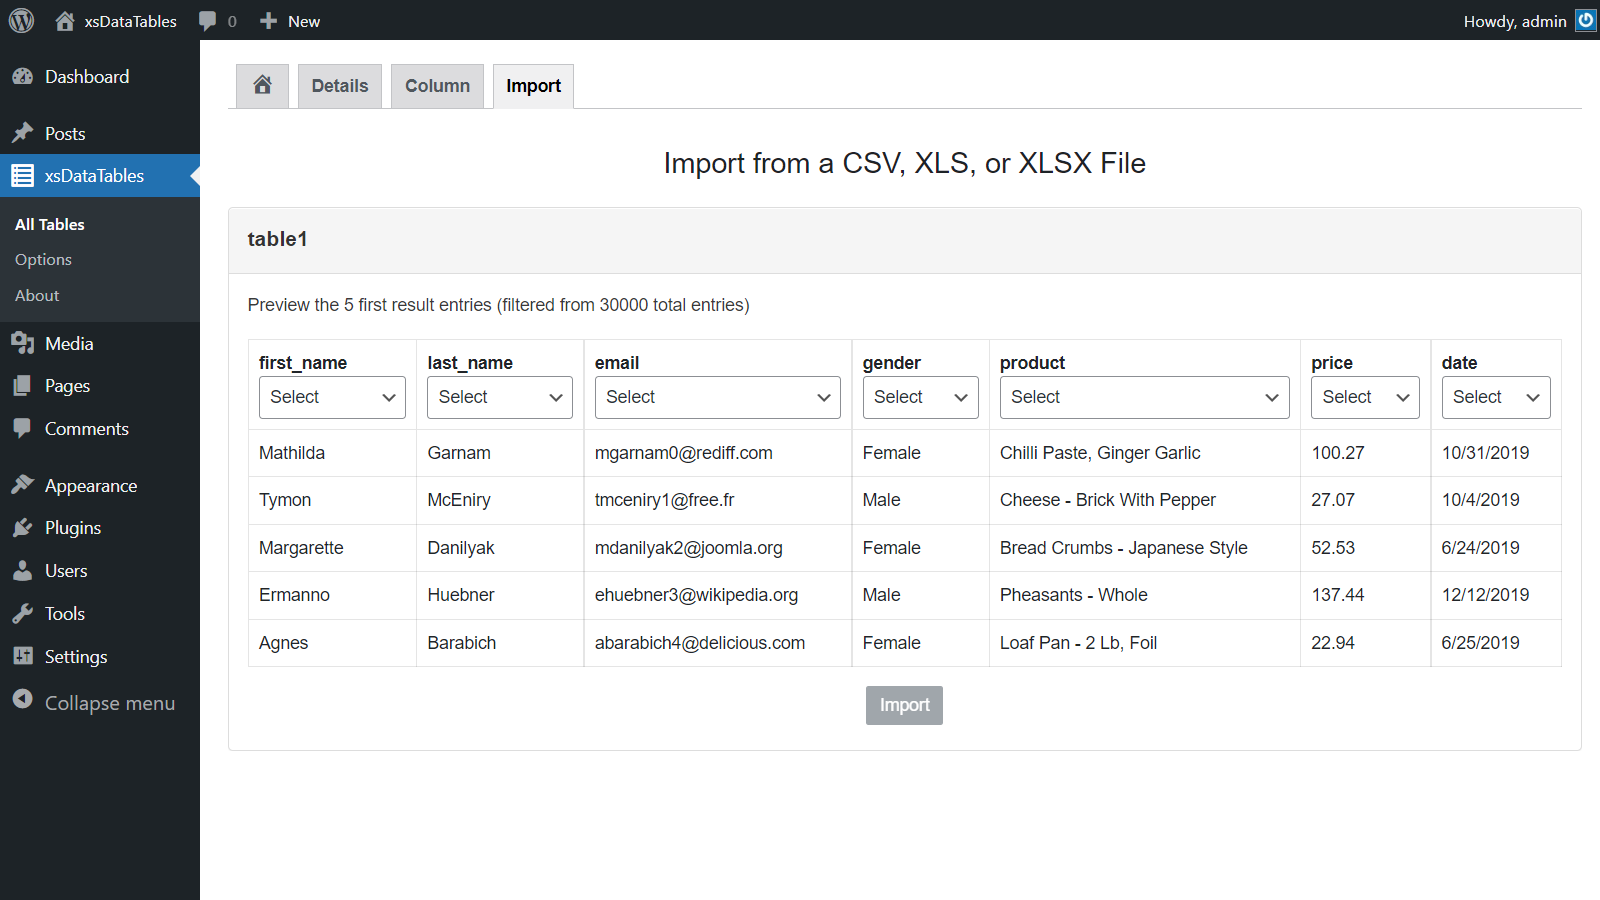 xsDataTables 0 New Howdy, admin
Dashboard
Posts
xsDataTables
All Tables
Options
About
Media
Pages
Comments
Appearance
Plugins
Users
Tools
Settings
Collapse menu
Details Column Import
Import from a CSV, XLS, or XLSX File
table1
Preview the 5 first result entries (filtered from 30000 total entries)
first_name last_name email gender product price date
Select Select Select Select Select Select Select
Mathilda Garnam mgarnam0@rediff.com Female Chilli Paste, Ginger Garlic 100.27 10/31/2019
Tymon McEniry tmceniry1@free.fr Male Cheese - Brick With Pepper 27.07 10/4/2019
Margarette Danilyak mdanilyak2@joomla.org Female Bread Crumbs - Japanese Style 52.53 6/24/2019
Ermanno Huebner ehuebner3@wikipedia.org Male Pheasants - Whole 137.44 12/12/2019
Agnes Barabich abarabich4@delicious.com Female Loaf Pan - 2 Lb, Foil 22.94 6/25/2019
Import